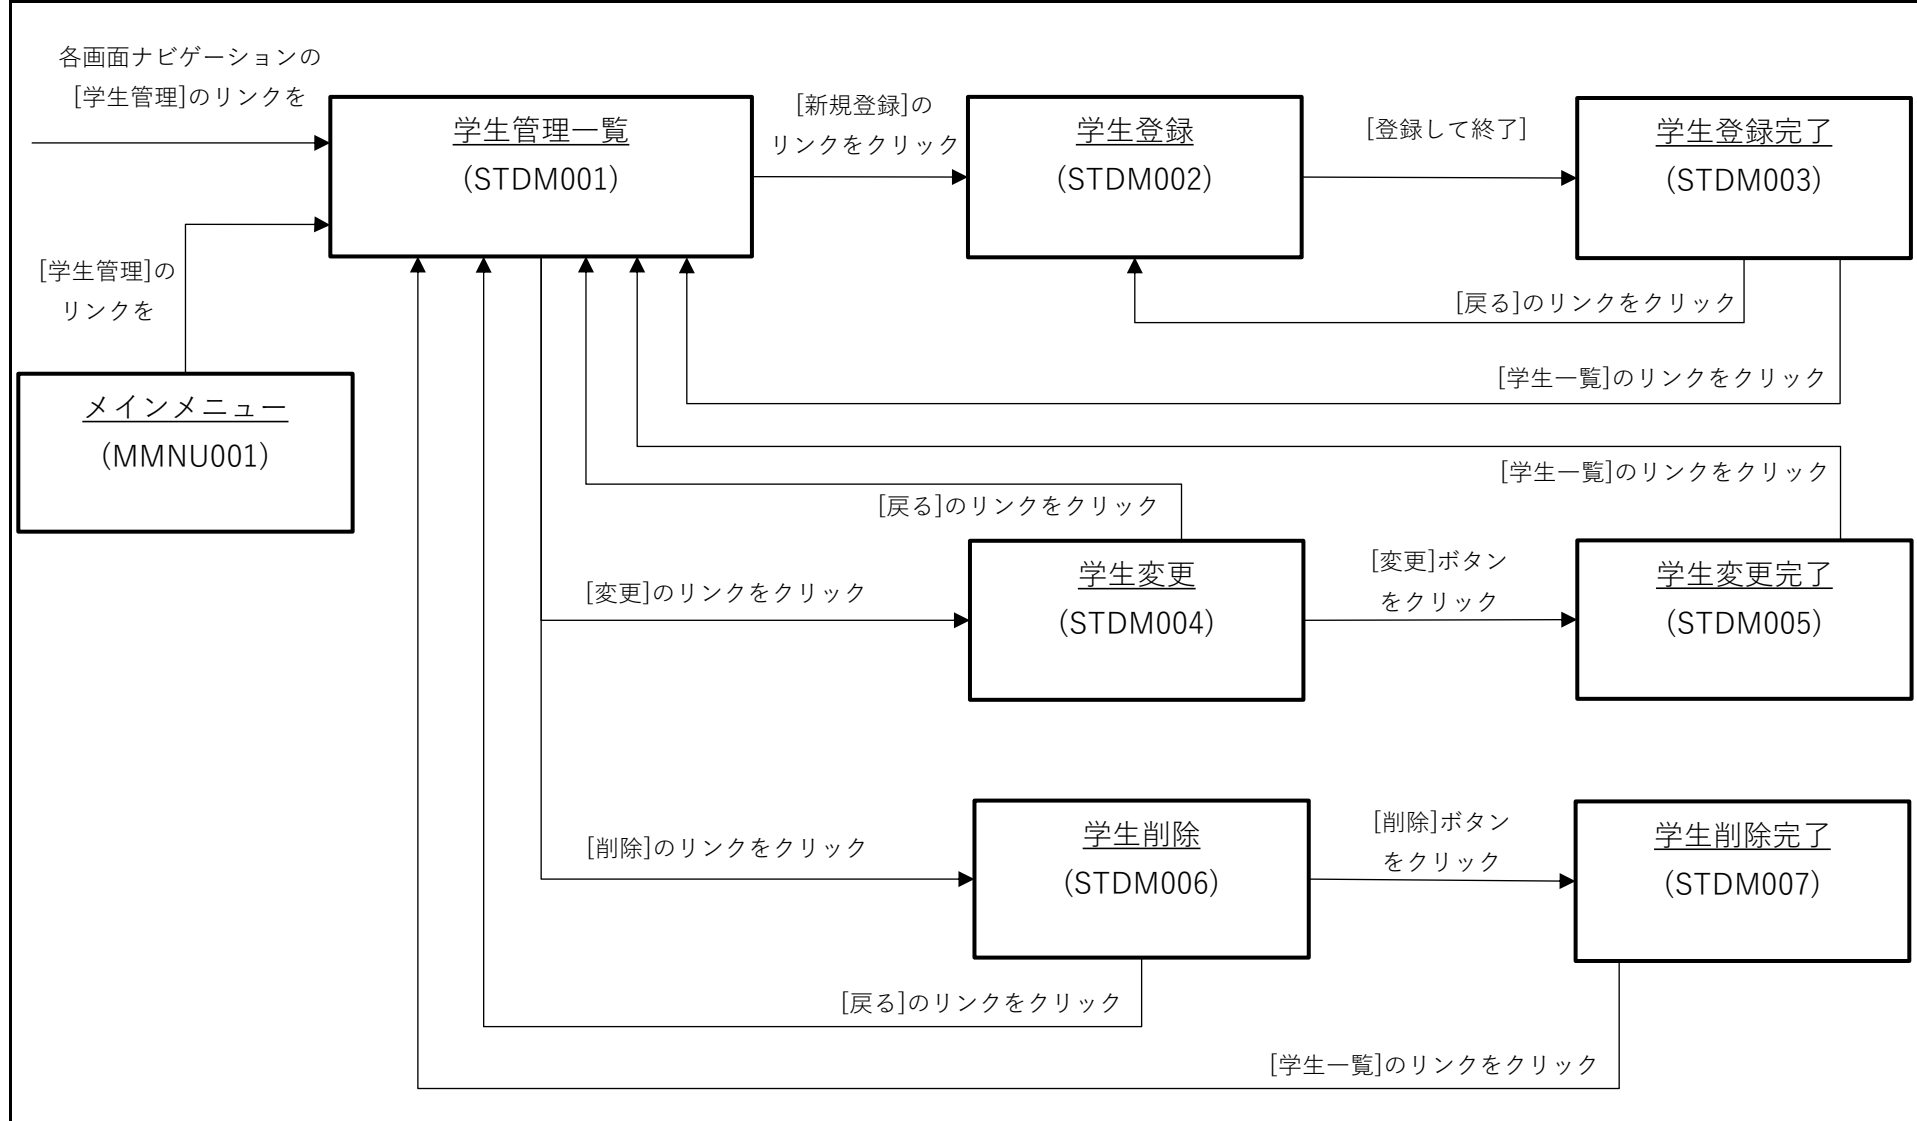 各画面ナビゲーションの
[学生管理]のリンクを
学生管理一覧
(STDM001)
[新規登録]の
リンクをクリック
学生登録
(STDM002)
[登録して終了]
学生登録完了
(STDM003)
[学生管理]の
リンクを
[戻る]のリンクをクリック
[学生一覧]のリンクをクリック
メインメニュー
(MMNU001)
[学生一覧]のリンクをクリック
[戻る]のリンクをクリック
[変更]のリンクをクリック
学生変更
(STDM004)
[変更]ボタン
をクリック
学生変更完了
(STDM005)
[削除]のリンクをクリック
学生削除
(STDM006)
[削除]ボタン
をクリック
学生削除完了
(STDM007)
[戻る]のリンクをクリック
[学生一覧]のリンクをクリック